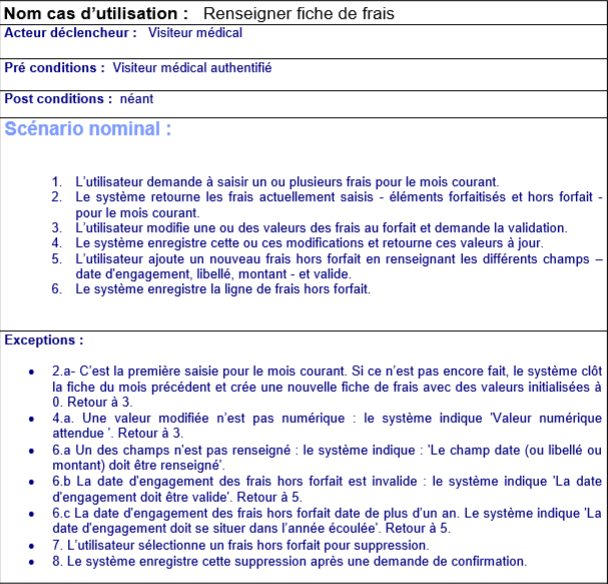 Nom cas d'utilisation : Renseigner fiche de frais
Acteur déclencheur : Visiteur médical
Pré conditions : Visiteur médical authentifié
Post conditions : néant
Scénario nominal :
1. L'utilisateur demande à saisir un ou plusieurs frais pour le mois courant.
2. Le système retourne les frais actuellement saisis - éléments forfaitisés et hors forfait -
pour le mois courant.
3. L'utilisateur modifie une ou des valeurs des frais au forfait et demande la validation.
4. Le système enregistre cette ou ces modifications et retourne ces valeurs à jour.
5. L'utilisateur ajoute un nouveau frais hors forfait en renseignant les différents champs –
date d'engagement, libellé, montant - et valide.
6. Le système enregistre la ligne de frais hors forfait.
Exceptions :
• 2.a- C'est la première saisie pour le mois courant. Si ce n'est pas encore fait, le système clôt
la fiche du mois précédent et crée une nouvelle fiche de frais avec des valeurs initialisées à
0. Retour à 3.
• 4.a. Une valeur modifiée n'est pas numérique : le système indique 'Valeur numérique
attendue '. Retour à 3.
• 6.a Un des champs n'est pas renseigné : le système indique : 'Le champ date (ou libellé ou
montant) doit être renseigné'.
• 6.b La date d'engagement des frais hors forfait est invalide : le système indique 'La date
d'engagement doit être valide'. Retour à 5.
• 6.c La date d'engagement des frais hors forfait date de plus d'un an. Le système indique 'La
date d'engagement doit se situer dans l'année écoulée'. Retour à 5.
• 7. L'utilisateur sélectionne un frais hors forfait pour suppression.
• 8. Le système enregistre cette suppression après une demande de confirmation.